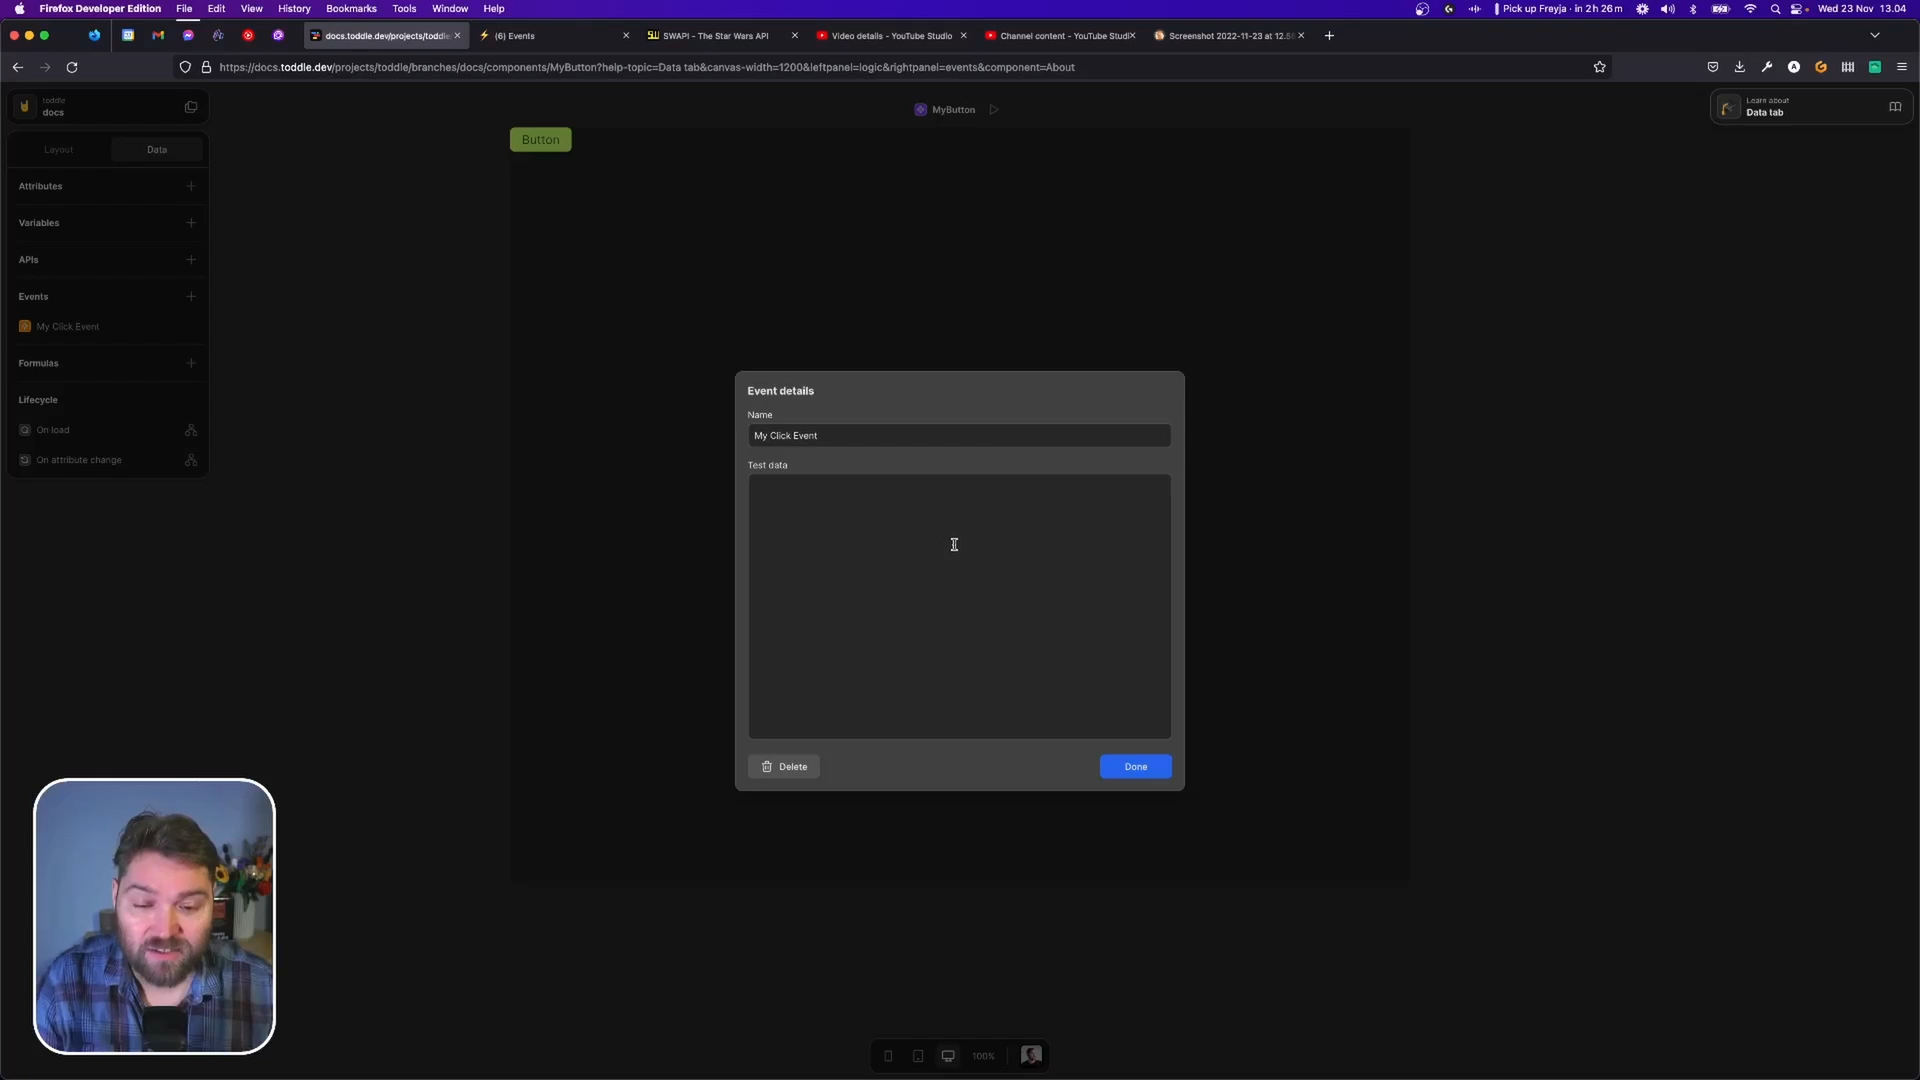 Firefox Developer Edition File Edit View History Bookmarks Tools Window Help
Pick up Freyja · in 2 h 26 m Wed 23 Nov 13.04
docs.toddle.dev/projects/toddle
(6) Events
SWAPI - The Star Wars API
Video details - YouTube Studio
Channel content - YouTube Studi
Screenshot 2022-11-23 at 12.5
https://docs.toddle.dev/projects/toddle/branches/docs/components/MyButton?help-topic=Data tab&canvas-width=1200&leftpanel=logic&rightpanel=events&component=About
toddle
docs
MyButton
Learn about
Data tab
Layout Data
Button
Attributes
Variables
APIs
Events
My Click Event
Formulas
Lifecycle
On load
On attribute change
Event details
Name
My Click Event
Test data
Delete
Done
100%